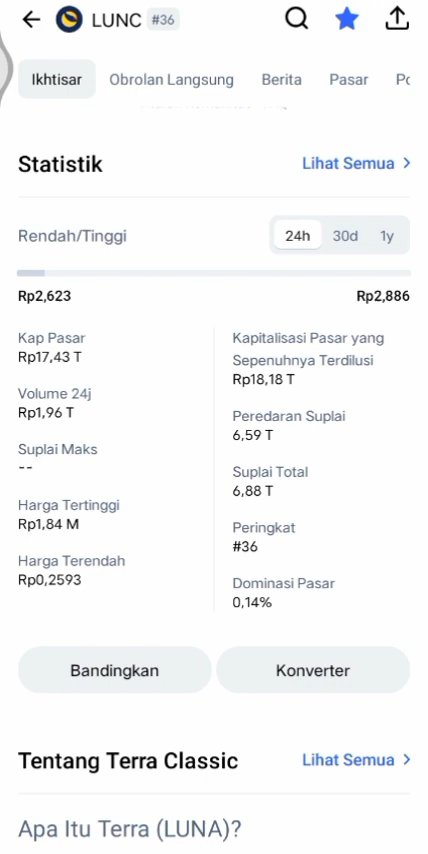 LUNC #36
Ikhtisar Obrolan Langsung Berita Pasar Pc
Statistik Lihat Semua >
Rendah/Tinggi 24h 30d 1y
Rp2,623 Rp2,886
Kap Pasar
Rp17,43 T
Volume 24j
Rp1,96 T
Suplai Maks
--
Harga Tertinggi
Rp1,84 M
Harga Terendah
Rp0,2593
Kapitalisasi Pasar yang
Sepenuhnya Terdilusi
Rp18,18 T
Peredaran Suplai
6,59 T
Suplai Total
6,88 T
Peringkat
#36
Dominasi Pasar
0,14%
Bandingkan Konverter
Tentang Terra Classic Lihat Semua >
Apa Itu Terra (LUNA)?